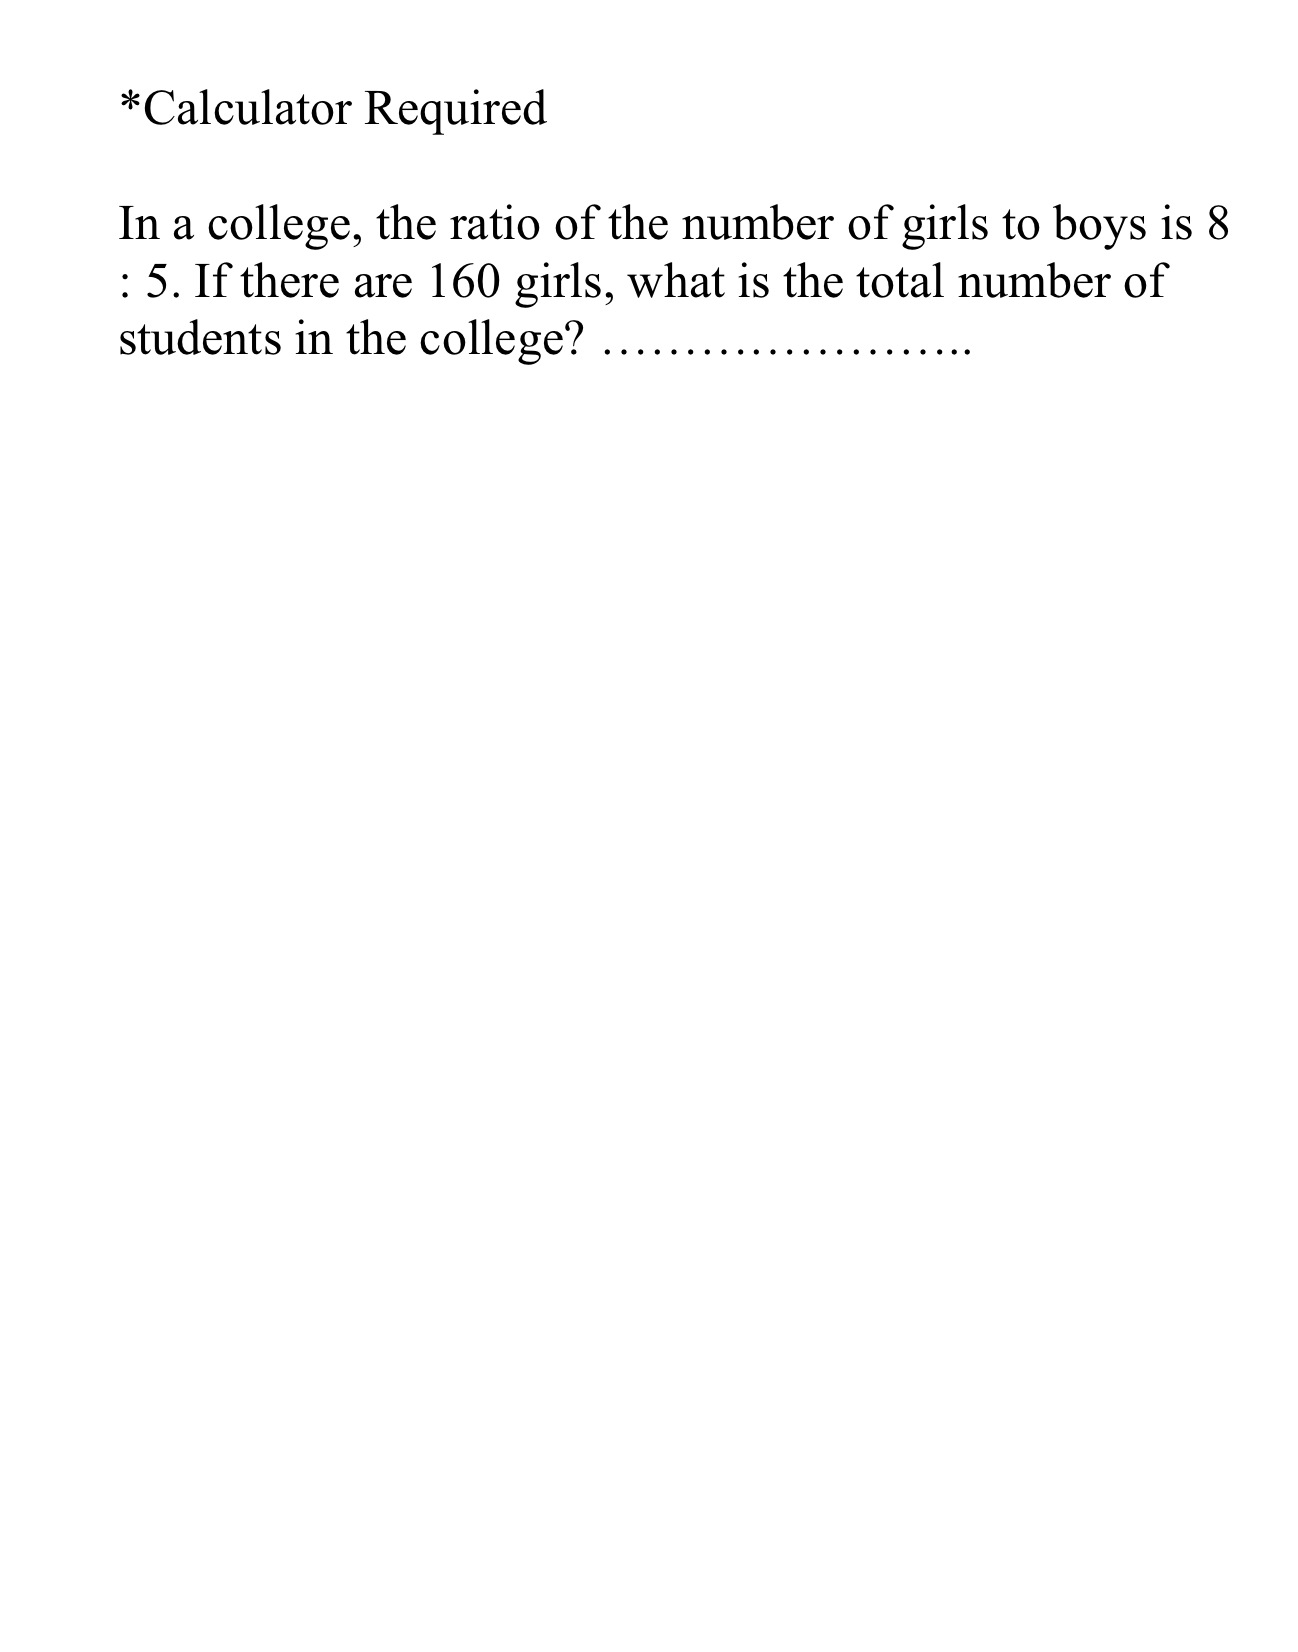 *Calculator Required
In a college, the ratio of the number of girls to boys is 8
: 5. If there are 160 girls, what is the total number of
students in the college? ……………………..